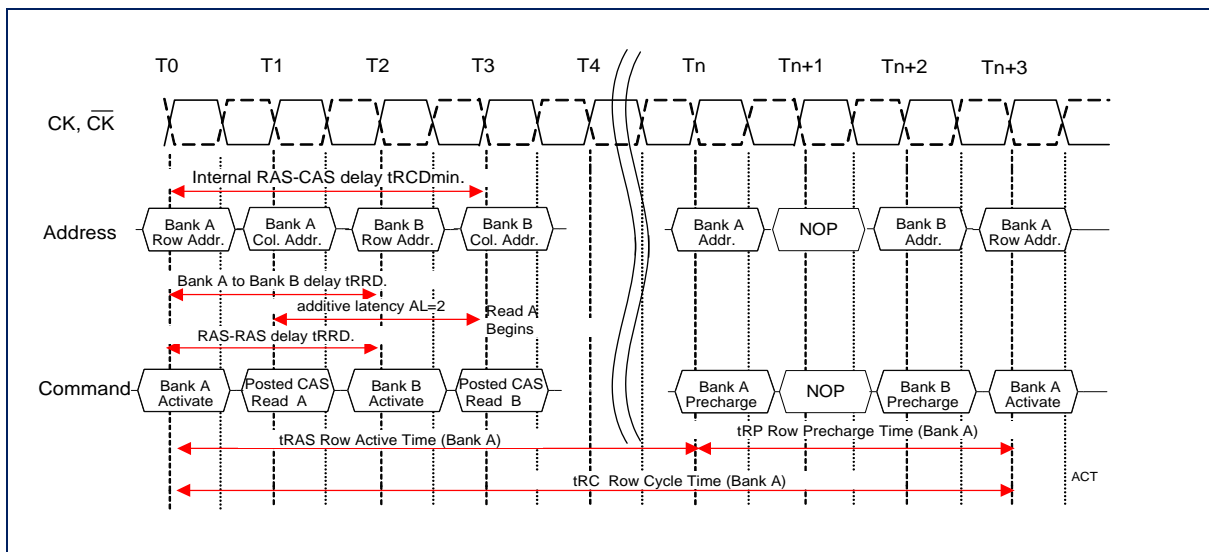 T0 T1 T2 T3 T4 Tn Tn+1 Tn+2 Tn+3
CK, CK
Internal RAS-CAS delay tRCDmin.
Address
Bank A
Row Addr.
Bank A
Col. Addr.
Bank B
Row Addr.
Bank B
Col. Addr.
Bank A
Addr.
NOP
Bank B
Addr.
Bank A
Row Addr.
Bank A to Bank B delay tRRD.
additive latency AL=2
Read A
Begins
RAS-RAS delay tRRD.
Command
Bank A
Activate
Posted CAS
Read A
Bank B
Activate
Posted CAS
Read B
Bank A
Precharge
NOP
Bank B
Precharge
Bank A
Activate
tRAS Row Active Time (Bank A)
tRP Row Precharge Time (Bank A)
tRC Row Cycle Time (Bank A)
ACT